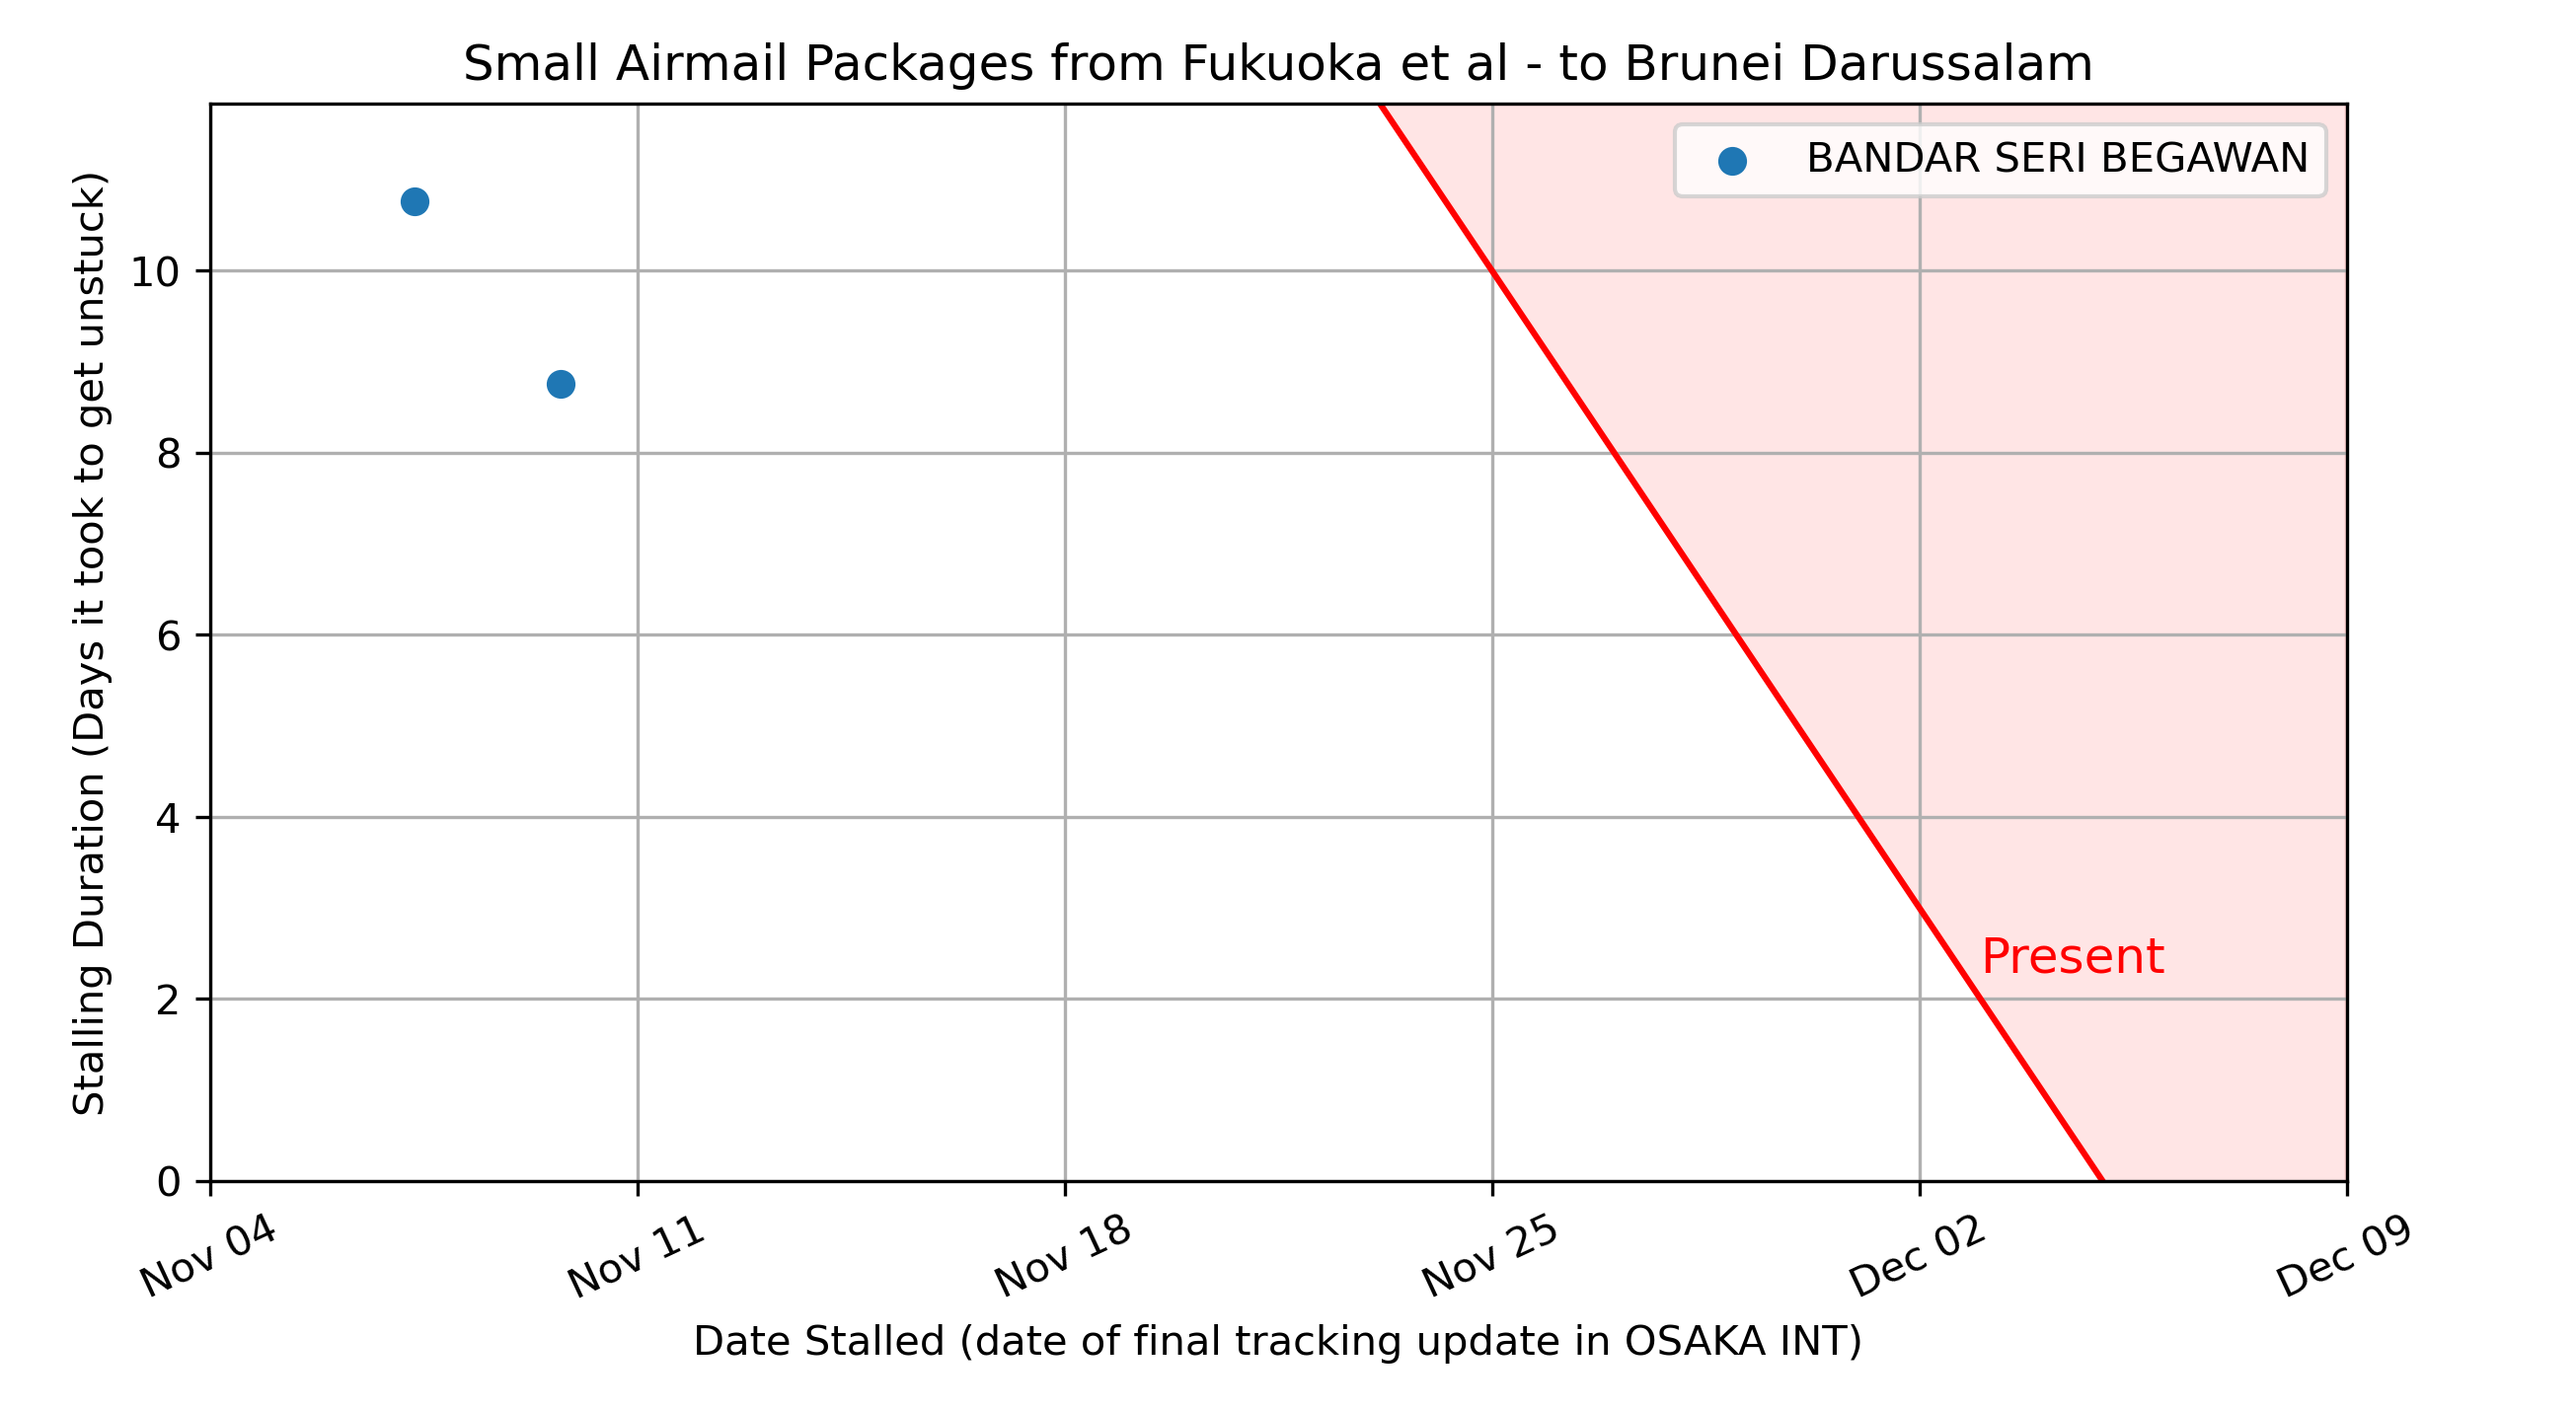 Small Airmail Packages from Fukuoka et al - to Brunei Darussalam
BANDAR SERI BEGAWAN
Stalling Duration (Days it took to get unstuck)
10
8
6
4
2
0
Present
Nov 04
Nov 11
Nov 18
Nov 25
Dec 02
Dec 09
Date Stalled (date of final tracking update in OSAKA INT)